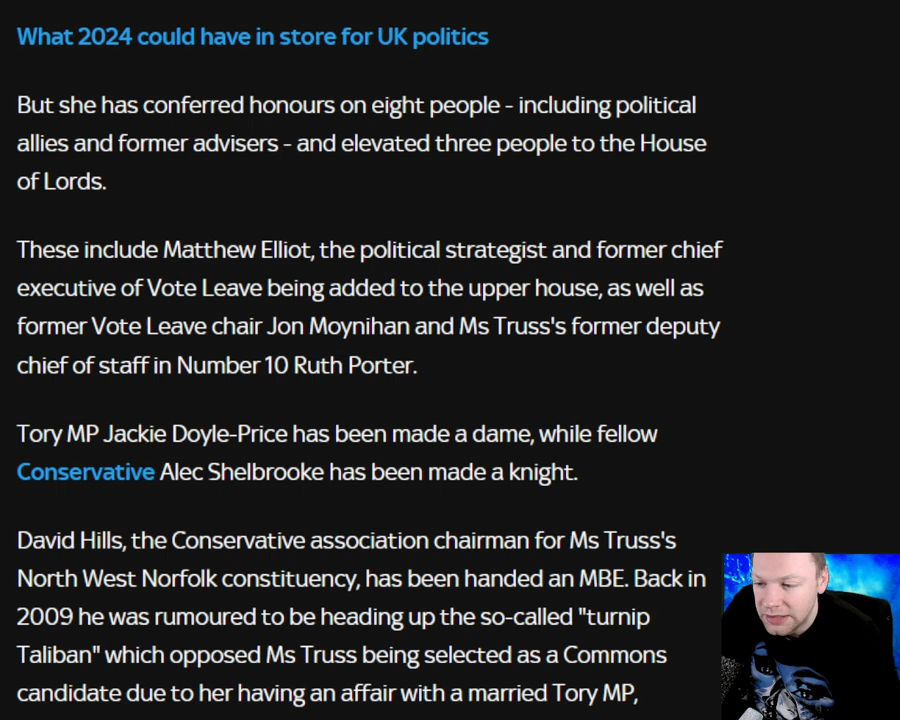 What 2024 could have in store for UK politics
But she has conferred honours on eight people - including political
allies and former advisers - and elevated three people to the House
of Lords.
These include Matthew Elliot, the political strategist and former chief
executive of Vote Leave being added to the upper house, as well as
former Vote Leave chair Jon Moynihan and Ms Truss's former deputy
chief of staff in Number 10 Ruth Porter.
Tory MP Jackie Doyle-Price has been made a dame, while fellow
Conservative Alec Shelbrooke has been made a knight.
David Hills, the Conservative association chairman for Ms Truss's
North West Norfolk constituency, has been handed an MBE. Back in
2009 he was rumoured to be heading up the so-called "turnip
Taliban" which opposed Ms Truss being selected as a Commons
candidate due to her having an affair with a married Tory MP,